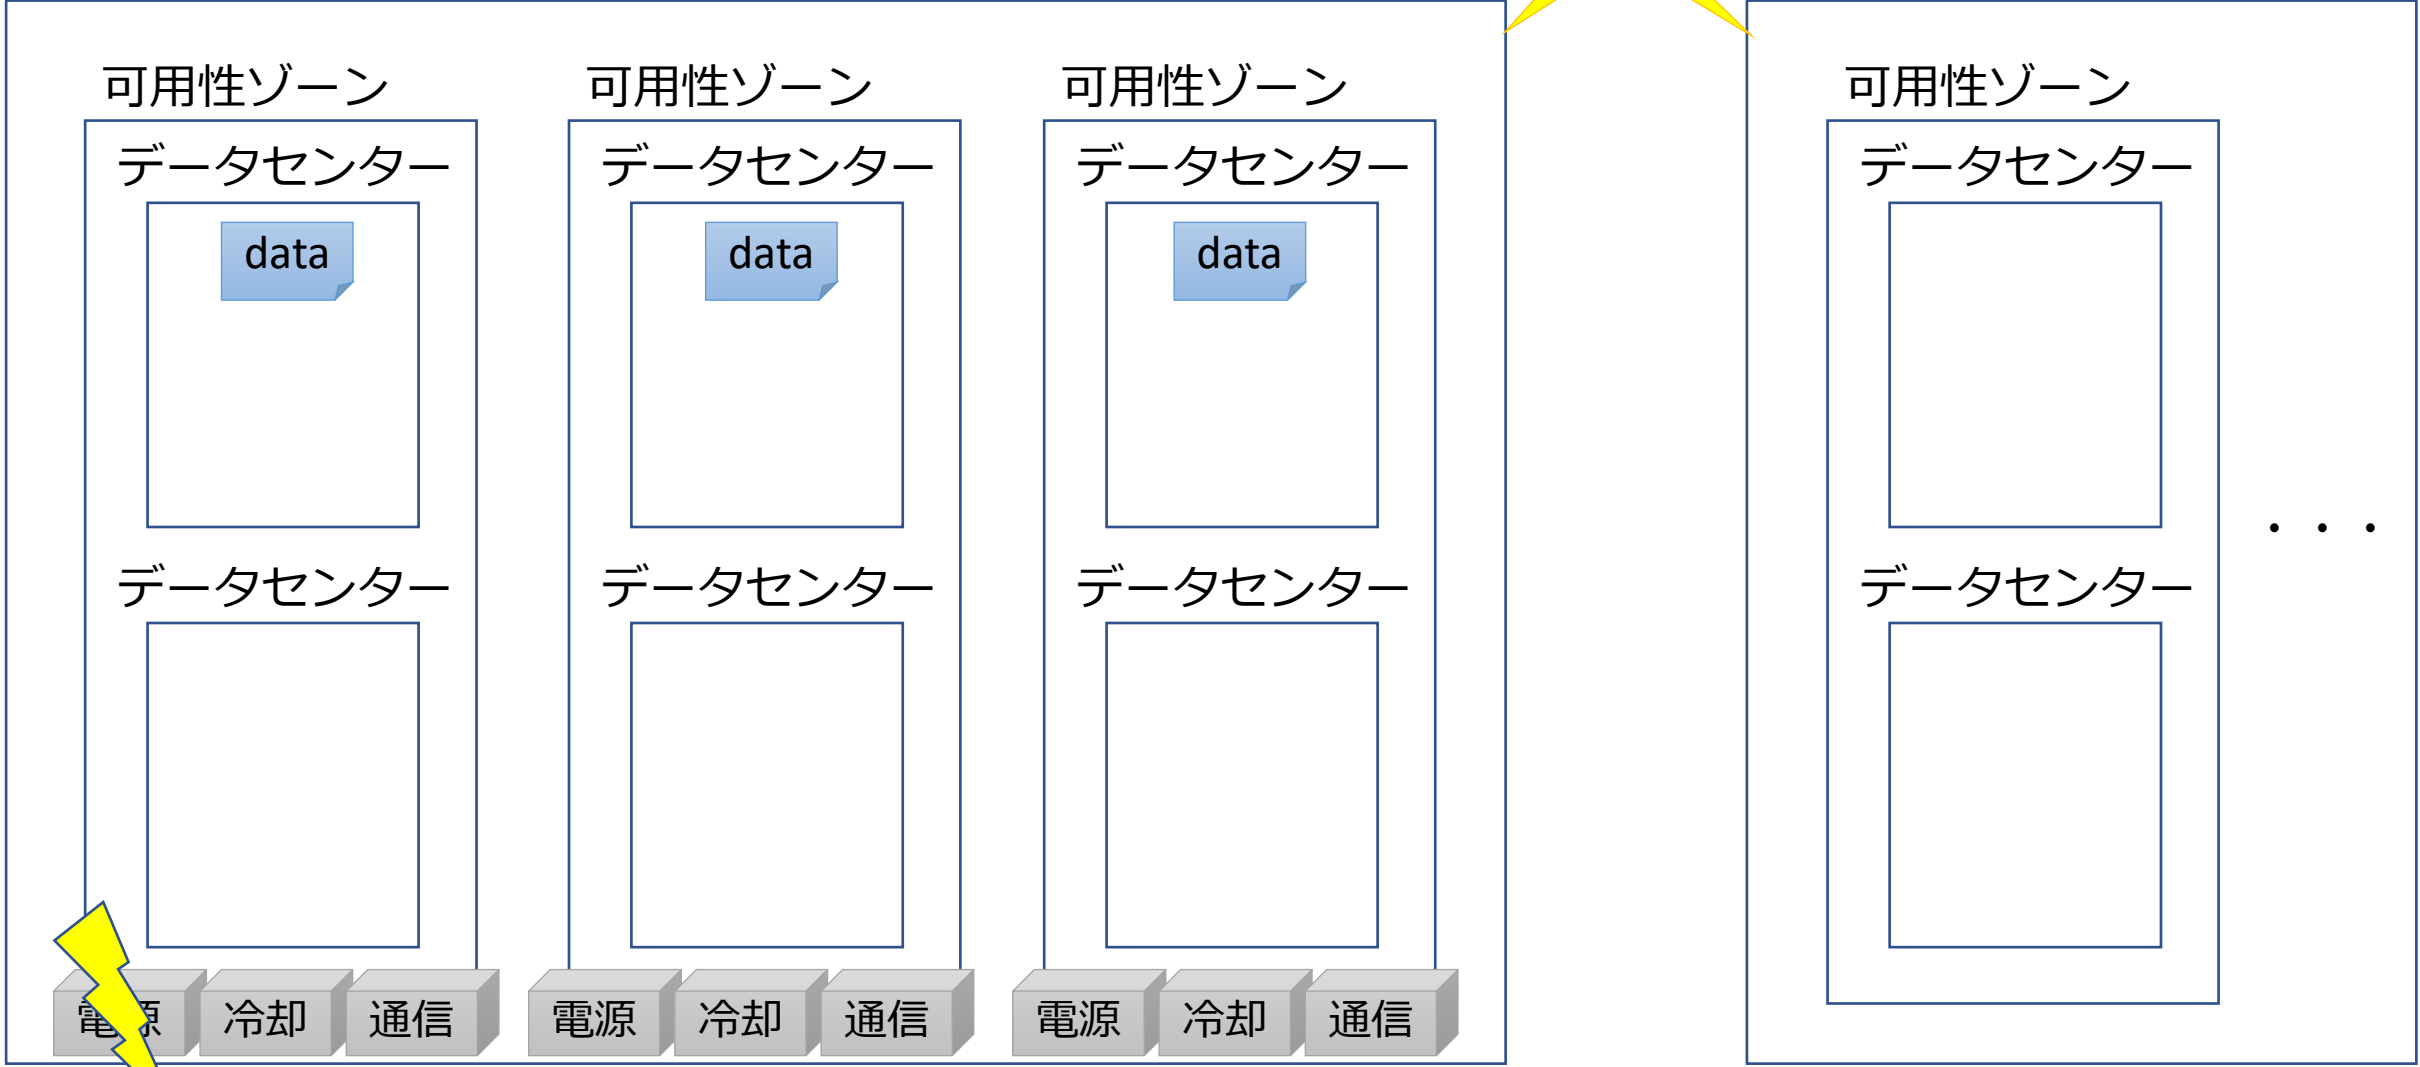 可用性ゾーン 可用性ゾーン 可用性ゾーン 可用性ゾーン
データセンター データセンター データセンター データセンター
data data data
・・・
データセンター データセンター データセンター データセンター
電源 冷却 通信 電源 冷却 通信 電源 冷却 通信